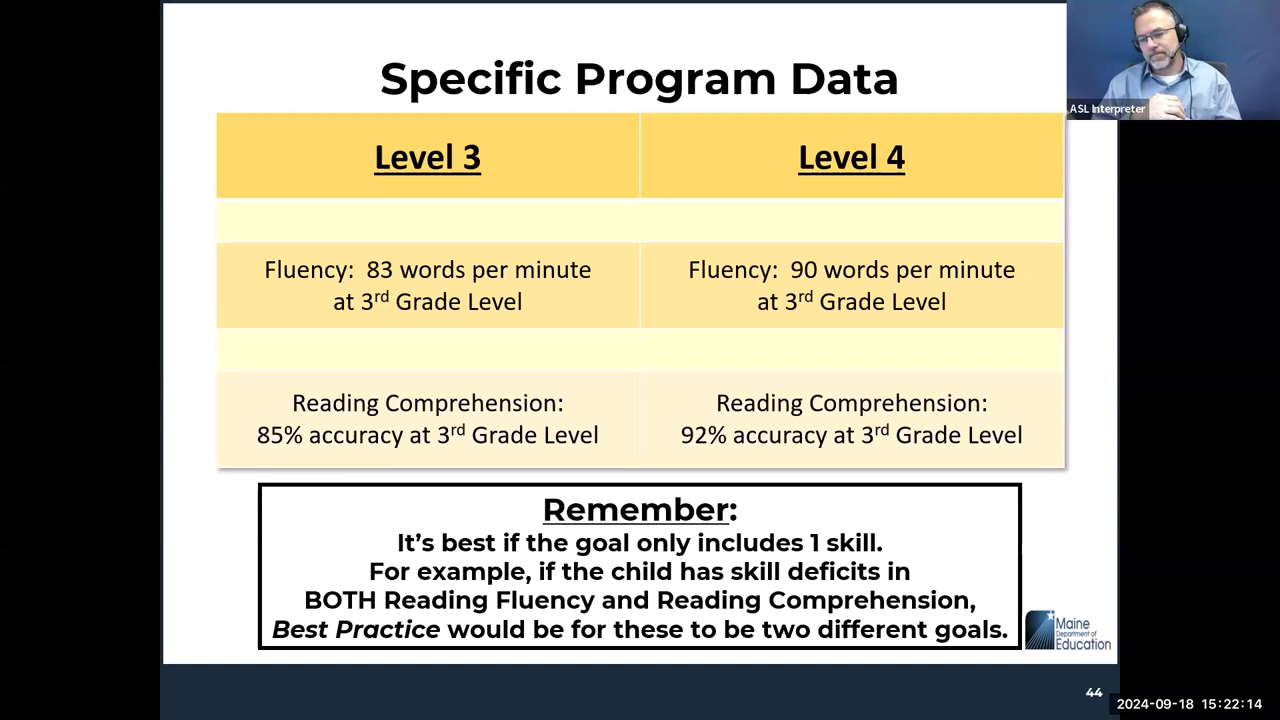 Specific Program Data
ASL Interpreter
Level 3
Level 4
Fluency: 83 words per minute
at 3rd Grade Level
Fluency: 90 words per minute
at 3rd Grade Level
Reading Comprehension:
85% accuracy at 3rd Grade Level
Reading Comprehension:
92% accuracy at 3rd Grade Level
Remember:
It's best if the goal only includes 1 skill.
For example, if the child has skill deficits in
BOTH Reading Fluency and Reading Comprehension,
Best Practice would be for these to be two different goals.
Maine
Department of
Education
44
2024-09-18 15:22:14